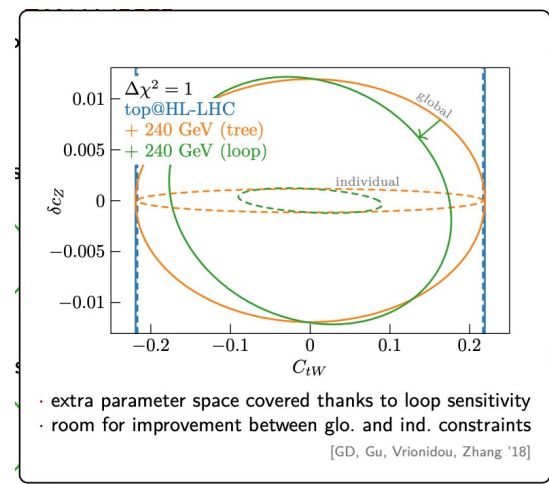 Δχ² = 1
top@HL-LHC
+ 240 GeV (tree)
+ 240 GeV (loop)
global
individual
0.01
0.005
0
−0.005
−0.01
δc_Z
−0.2
−0.1
0
0.1
0.2
C_{tW}
· extra parameter space covered thanks to loop sensitivity
· room for improvement between glo. and ind. constraints
[GD, Gu, Vrionidou, Zhang '18]